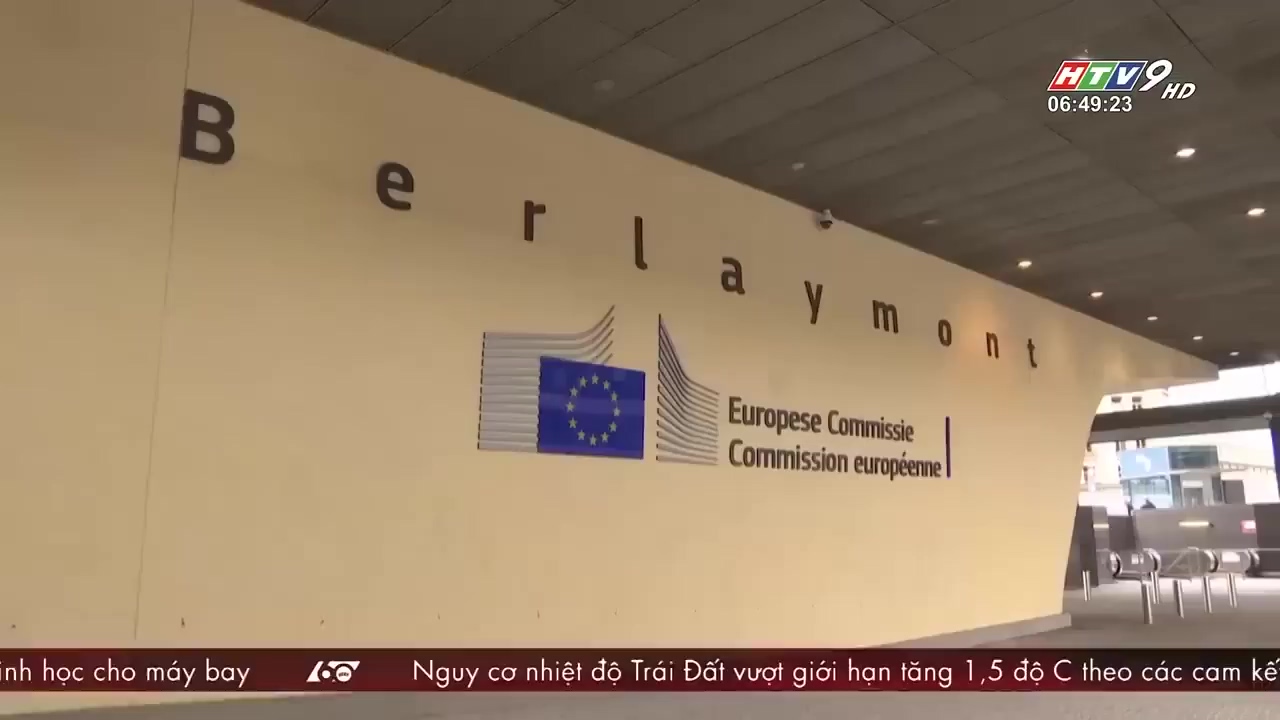 HTV9 HD
06:49:23
Berlaymont
Europese Commissie
Commission européenne
inh học cho máy bay
Nguy cơ nhiệt độ Trái Đất vượt giới hạn tăng 1,5 độ C theo các cam kế